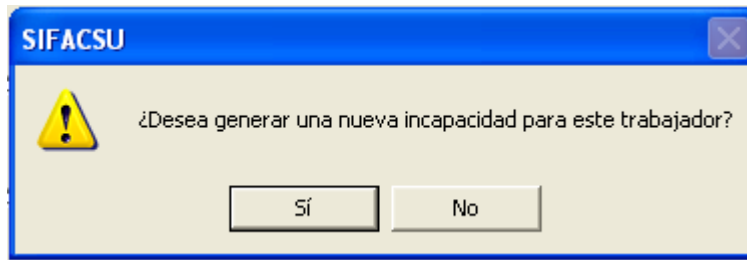 SIFACSU
¿Desea generar una nueva incapacidad para este trabajador?
Sí No